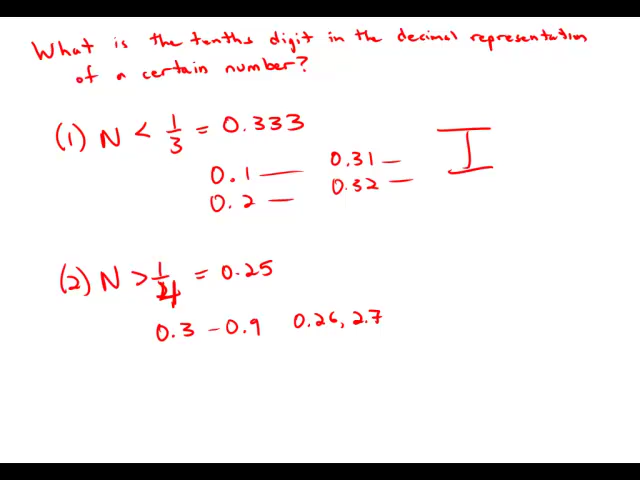 What is the tenths digit in the decimal representation
of a certain number?
(1) N < 1/3 = 0.333
0.1 — 0.31 —
0.2 — 0.32 —
I
(2) N > 1/4 = 0.25
0.3 - 0.9 0.26, 2.7